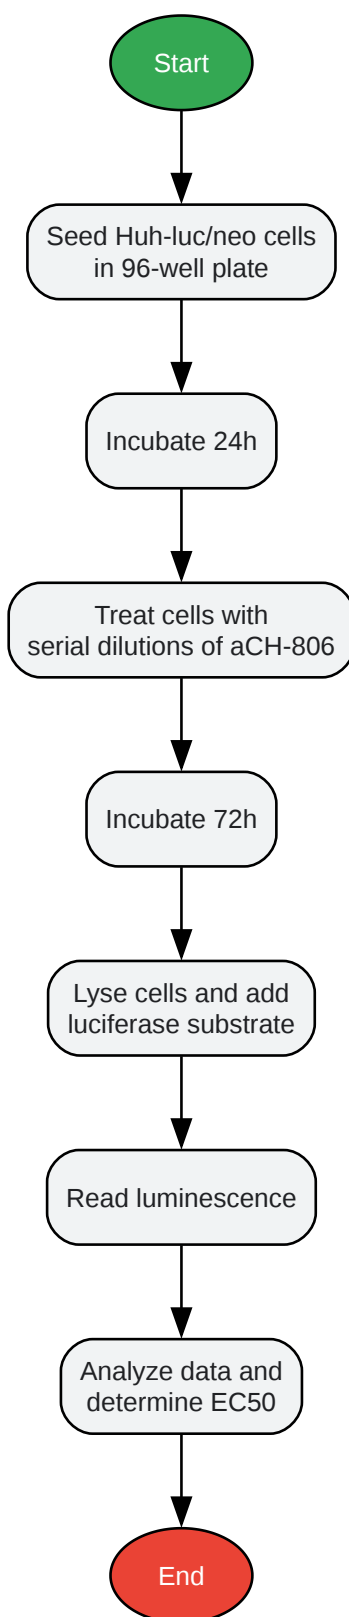 Start
Seed Huh-luc/neo cells
in 96-well plate
Incubate 24h
Treat cells with
serial dilutions of aCH-806
Incubate 72h
Lyse cells and add
luciferase substrate
Read luminescence
Analyze data and
determine EC50
End